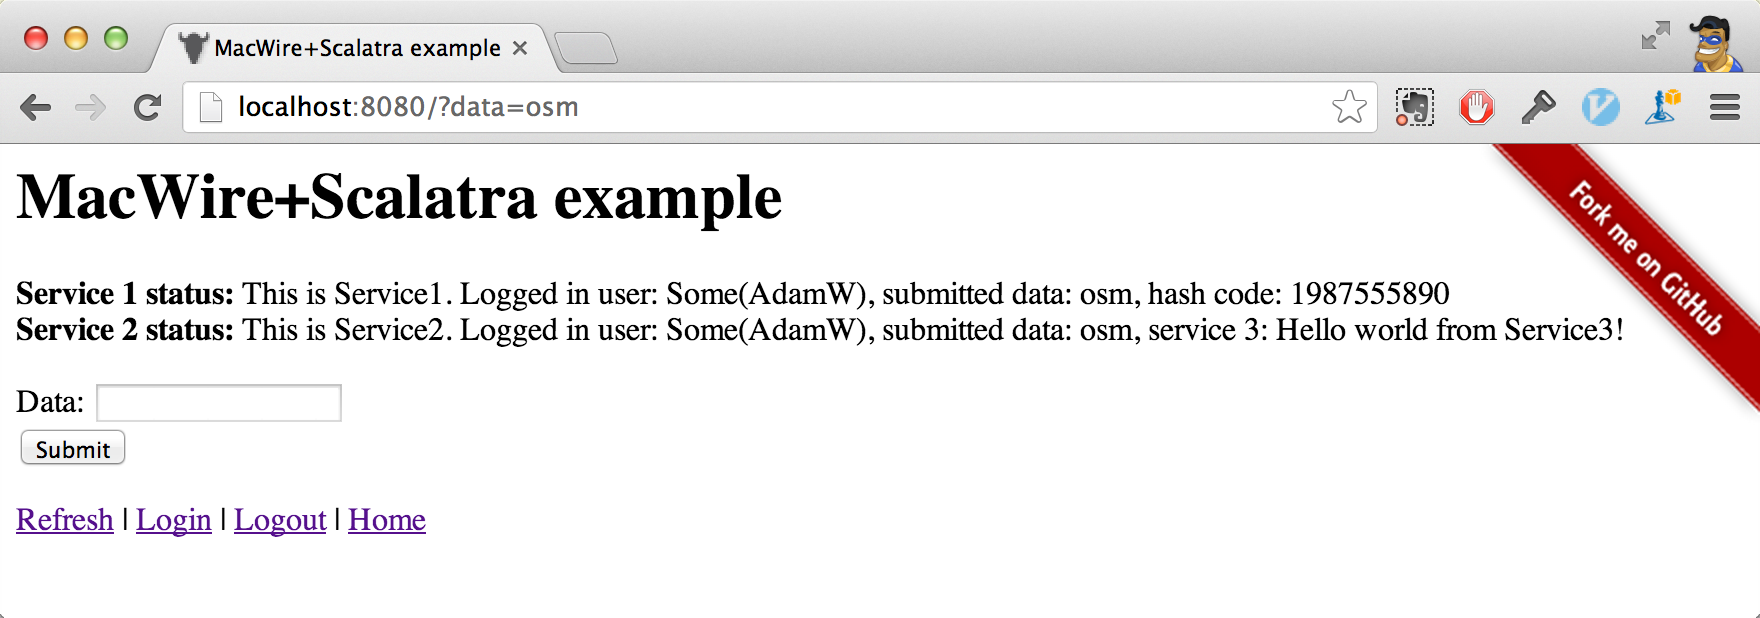 MacWire+Scalatra example
localhost:8080/?data=osm
MacWire+Scalatra example
Fork me on GitHub
Service 1 status: This is Service1. Logged in user: Some(AdamW), submitted data: osm, hash code: 1987555890
Service 2 status: This is Service2. Logged in user: Some(AdamW), submitted data: osm, service 3: Hello world from Service3!
Data:
Submit
Refresh | Login | Logout | Home